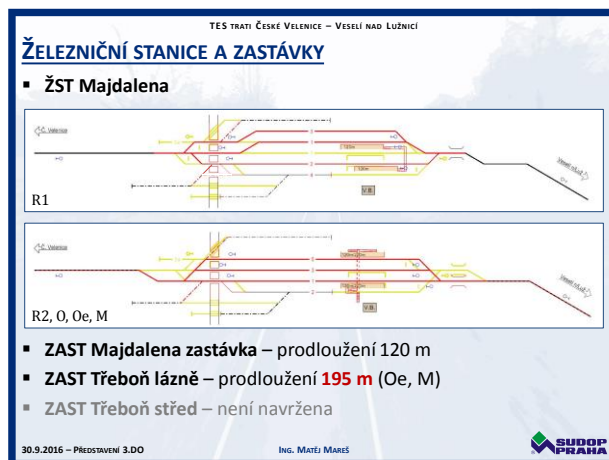 TES TRATI ČESKÉ VELENICE – VESELÍ NAD LUŽNICÍ
ŽELEZNIČNÍ STANICE A ZASTÁVKY
▪ ŽST Majdalena
Č. Velenice
V.B.
R1
Č. Velenice
V.B.
R2, O, Oe, M
▪ ZAST Majdalena zastávka – prodloužení 120 m
▪ ZAST Třeboň lázně – prodloužení 195 m (Oe, M)
▪ ZAST Třeboň střed – není navržena
30.9.2016 – PŘEDSTAVENÍ 3.DO
ING. MATĚJ MAREŠ
SUDOP
PRAHA